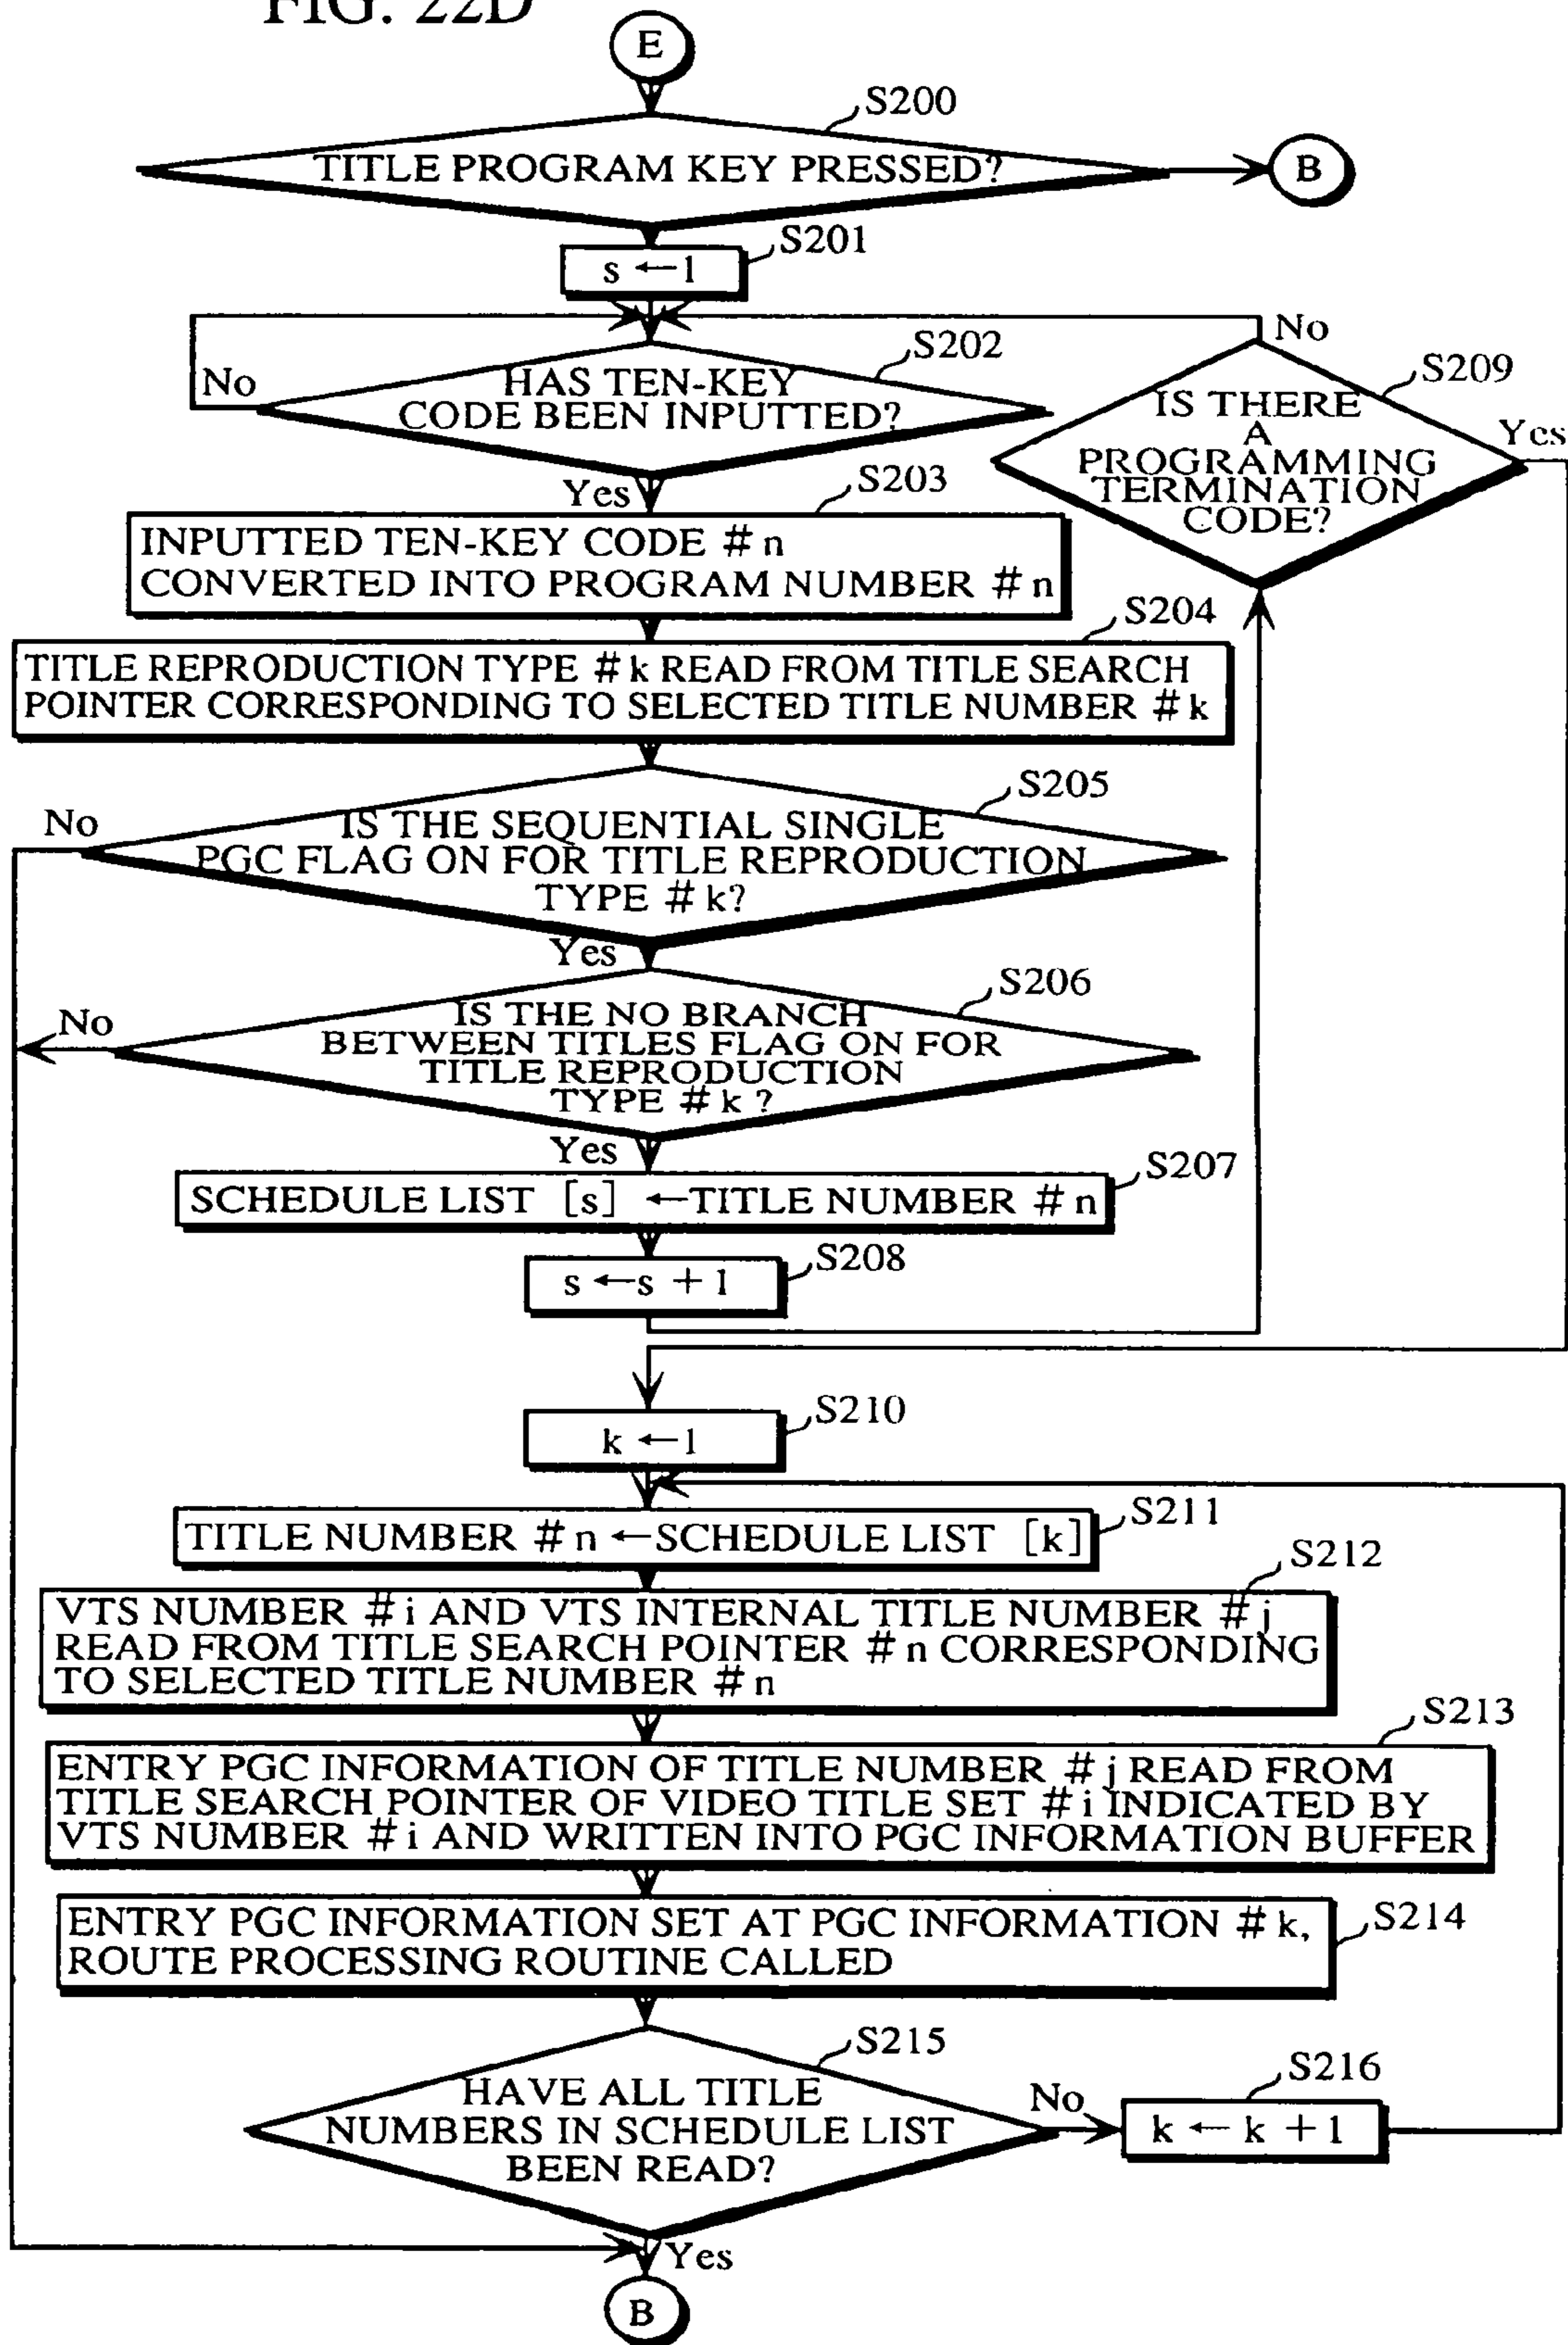 FIG. 22D
E
S200
TITLE PROGRAM KEY PRESSED?
B
S201
s ← 1
No
S202
HAS TEN-KEY
CODE BEEN INPUTTED?
No
S209
IS THERE
A
PROGRAMMING
TERMINATION
CODE?
Yes
Yes
S203
INPUTTED TEN-KEY CODE #n
CONVERTED INTO PROGRAM NUMBER #n
S204
TITLE REPRODUCTION TYPE #k READ FROM TITLE SEARCH
POINTER CORRESPONDING TO SELECTED TITLE NUMBER #k
S205
No
IS THE SEQUENTIAL SINGLE
PGC FLAG ON FOR TITLE REPRODUCTION
TYPE #k?
Yes
S206
No
IS THE NO BRANCH
BETWEEN TITLES FLAG ON FOR
TITLE REPRODUCTION
TYPE #k?
Yes
S207
SCHEDULE LIST [s] ←TITLE NUMBER #n
S208
s ←s + 1
S210
k ←1
S211
TITLE NUMBER #n ←SCHEDULE LIST [k]
S212
VTS NUMBER #i AND VTS INTERNAL TITLE NUMBER #j
READ FROM TITLE SEARCH POINTER #n CORRESPONDING
TO SELECTED TITLE NUMBER #n
S213
ENTRY PGC INFORMATION OF TITLE NUMBER #j READ FROM
TITLE SEARCH POINTER OF VIDEO TITLE SET #i INDICATED BY
VTS NUMBER #i AND WRITTEN INTO PGC INFORMATION BUFFER
S214
ENTRY PGC INFORMATION SET AT PGC INFORMATION #k,
ROUTE PROCESSING ROUTINE CALLED
S215
HAVE ALL TITLE
NUMBERS IN SCHEDULE LIST
BEEN READ?
No
S216
k ← k + 1
Yes
B